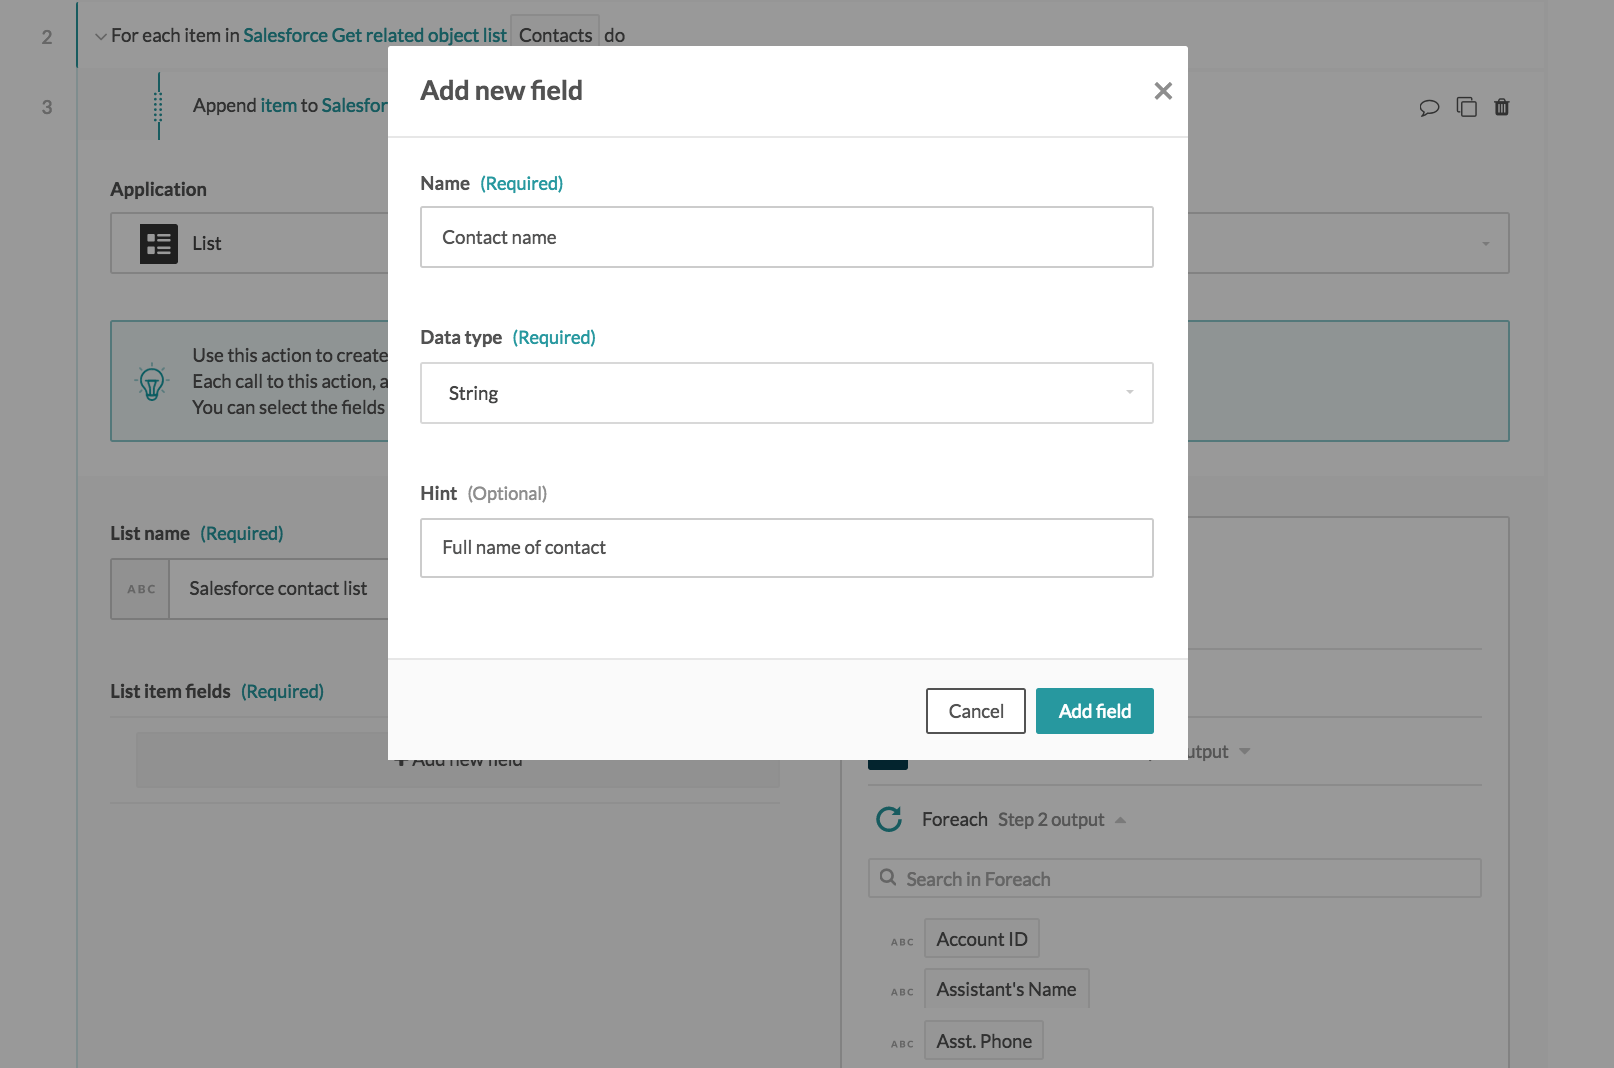 2
For each item in Salesforce Get related object list Contacts do
3
Append item to
Add new field
Name (Required)
Contact name
Data type (Required)
String
Hint (Optional)
Full name of contact
Cancel
Add field
Application
List
Use this action to create
Each call to this action,
You can select the fields
List name (Required)
ABC
Salesforce contact list
List item fields (Required)
Add new field
Foreach Step 2 output
Search in Foreach
ABC Account ID
ABC Assistant's Name
ABC Asst. Phone